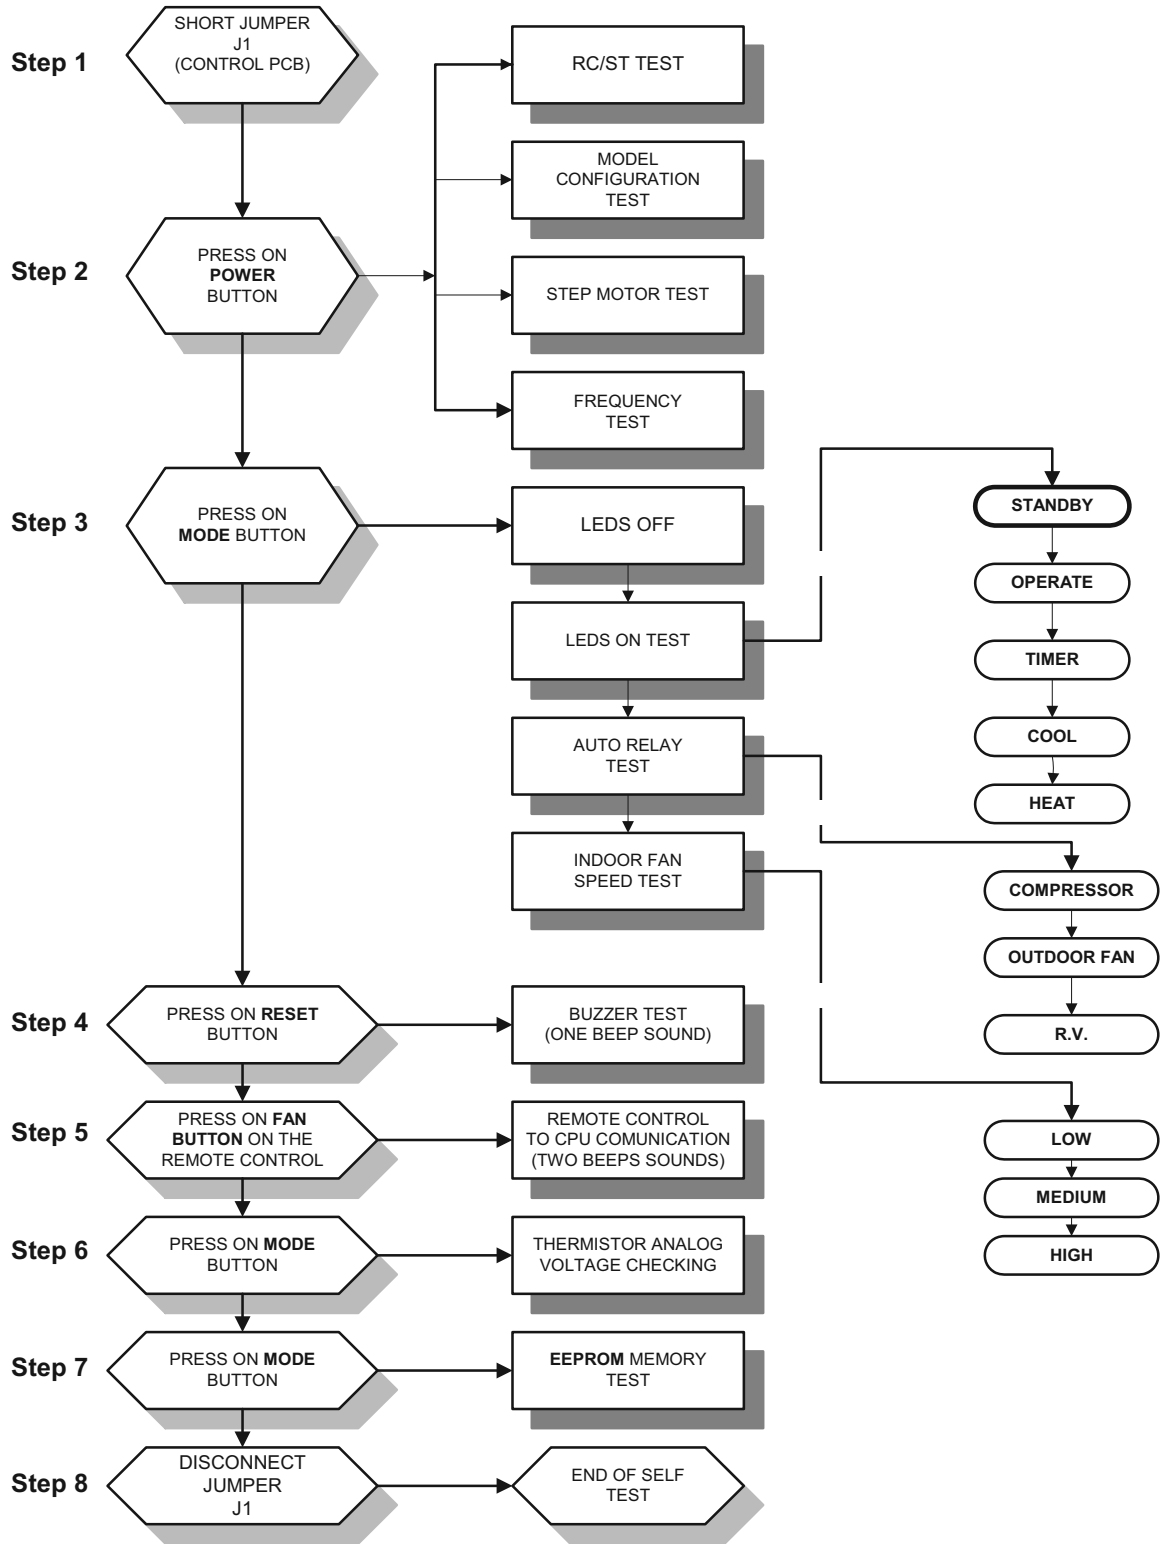 Step 1
SHORT JUMPER
J1
(CONTROL PCB)
RC/ST TEST
MODEL
CONFIGURATION
TEST
Step 2
PRESS ON
POWER
BUTTON
STEP MOTOR TEST
FREQUENCY
TEST
Step 3
PRESS ON
MODE BUTTON
LEDS OFF
LEDS ON TEST
AUTO RELAY
TEST
INDOOR FAN
SPEED TEST
STANDBY
OPERATE
TIMER
COOL
HEAT
COMPRESSOR
OUTDOOR FAN
R.V.
LOW
MEDIUM
HIGH
Step 4
PRESS ON RESET
BUTTON
BUZZER TEST
(ONE BEEP SOUND)
Step 5
PRESS ON FAN
BUTTON ON THE
REMOTE CONTROL
REMOTE CONTROL
TO CPU COMUNICATION
(TWO BEEPS SOUNDS)
Step 6
PRESS ON MODE
BUTTON
THERMISTOR ANALOG
VOLTAGE CHECKING
Step 7
PRESS ON MODE
BUTTON
EEPROM MEMORY
TEST
Step 8
DISCONNECT
JUMPER
J1
END OF SELF
TEST